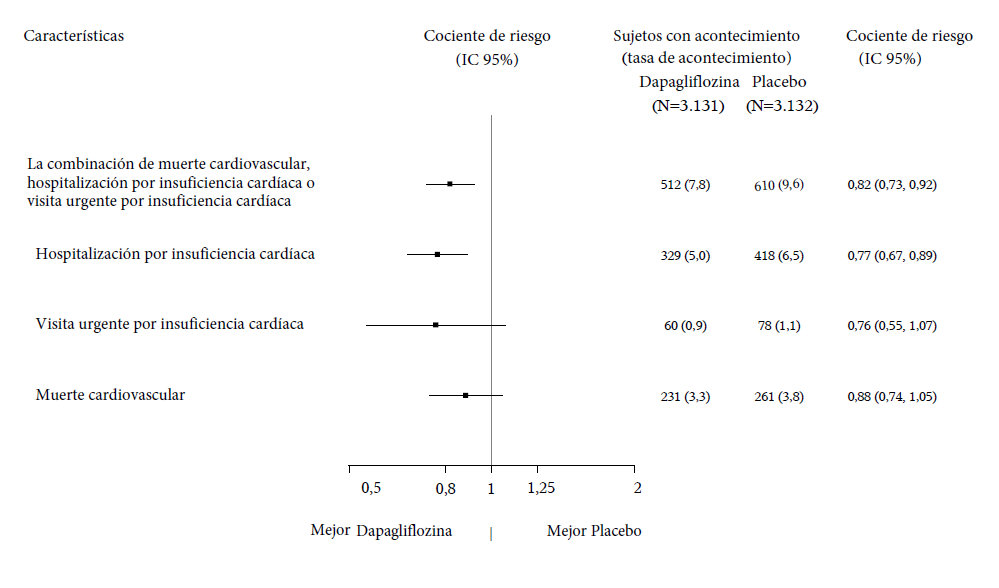 Características
Cociente de riesgo
(IC 95%)
Sujetos con acontecimiento
(tasa de acontecimiento)
Dapagliflozina Placebo
(N=3.131) (N=3.132)
Cociente de riesgo
(IC 95%)
La combinación de muerte cardiovascular,
hospitalización por insuficiencia cardíaca o
visita urgente por insuficiencia cardíaca
512 (7,8) 610 (9,6) 0,82 (0,73, 0,92)
Hospitalización por insuficiencia cardíaca 329 (5,0) 418 (6,5) 0,77 (0,67, 0,89)
Visita urgente por insuficiencia cardíaca 60 (0,9) 78 (1,1) 0,76 (0,55, 1,07)
Muerte cardiovascular 231 (3,3) 261 (3,8) 0,88 (0,74, 1,05)
0,5 0,8 1 1,25 2
Mejor Dapagliflozina | Mejor Placebo